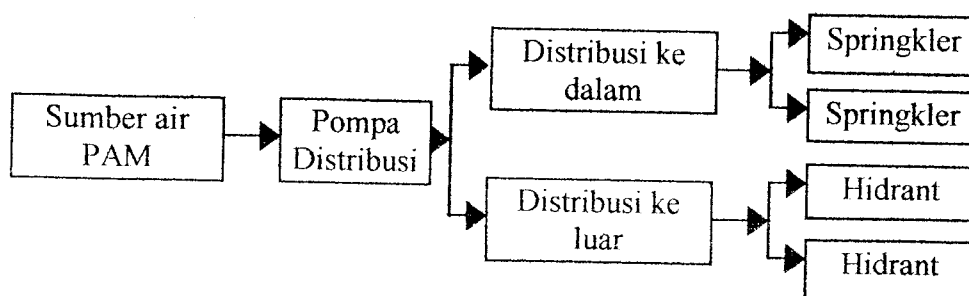 Sumber air
PAM
Pompa
Distribusi
Distribusi ke
dalam
Springkler
Springkler
Distribusi ke
luar
Hidrant
Hidrant